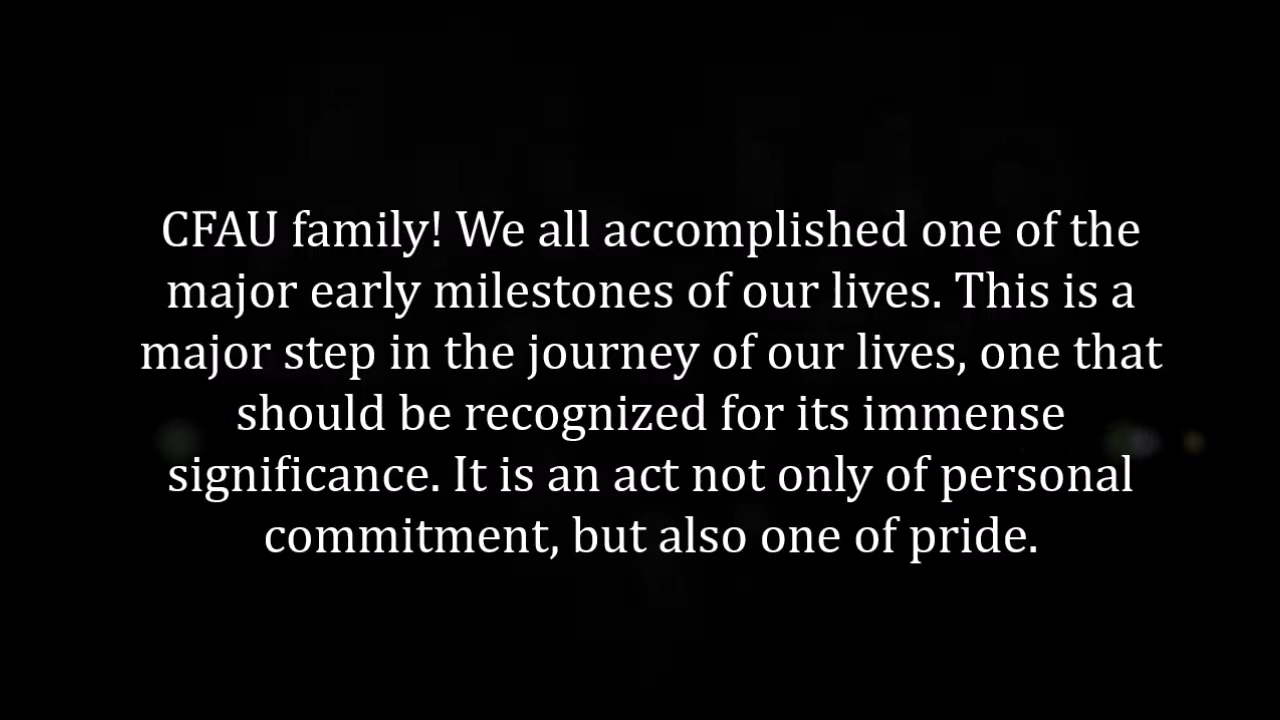 CFAU family! We all accomplished one of the
major early milestones of our lives. This is a
major step in the journey of our lives, one that
should be recognized for its immense
significance. It is an act not only of personal
commitment, but also one of pride.